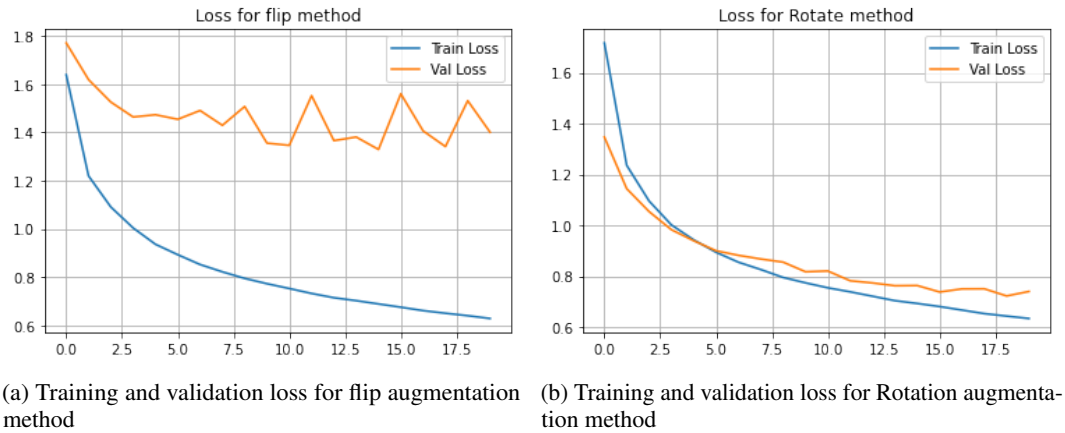 Loss for flip method
Train Loss
Val Loss
1.8
1.6
1.4
1.2
1.0
0.8
0.6
0.0 2.5 5.0 7.5 10.0 12.5 15.0 17.5
(a) Training and validation loss for flip augmentation
method
Loss for Rotate method
Train Loss
Val Loss
1.6
1.4
1.2
1.0
0.8
0.6
0.0 2.5 5.0 7.5 10.0 12.5 15.0 17.5
(b) Training and validation loss for Rotation augmenta-
tion method